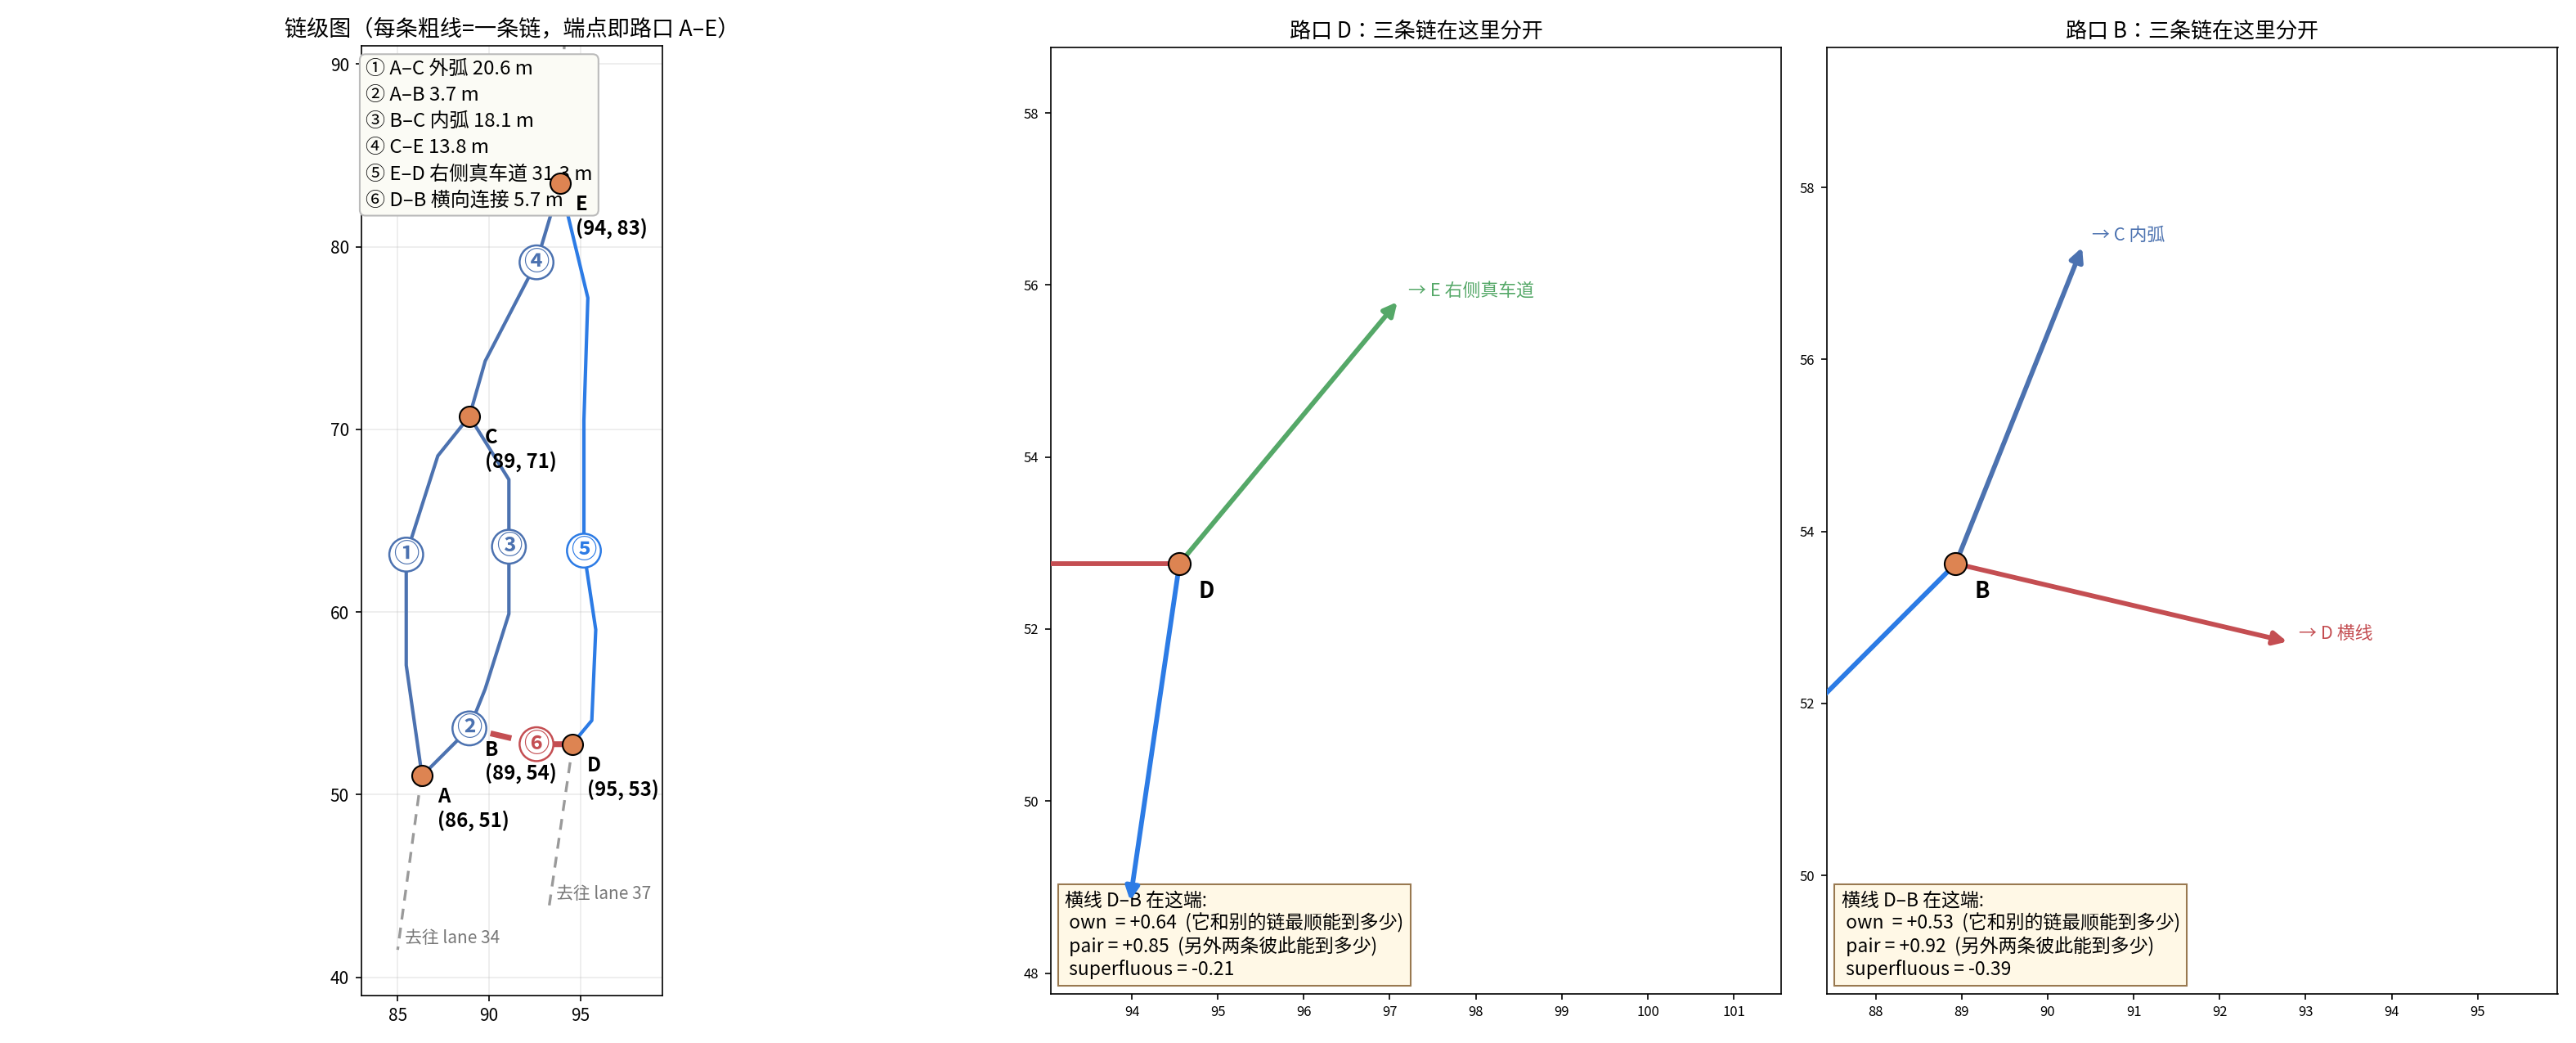 链级图（每条粗线=一条链，端点即路口 A–E）
① A–C 外弧 20.6 m
② A–B 3.7 m
③ B–C 内弧 18.1 m
④ C–E 13.8 m
⑤ E–D 右侧真车道 31.3 m
⑥ D–B 横向连接 5.7 m
90
80
70
60
50
40
85
90
95
E
(94, 83)
④
C
(89, 71)
①
③
⑤
②
⑥
B
(89, 54)
D
(95, 53)
A
(86, 51)
去往 lane 37
去往 lane 34
路口 D：三条链在这里分开
58
56
54
52
50
48
→ E 右侧真车道
D
横线 D–B 在这端:
own = +0.64 (它和别的链最顺能到多少)
pair = +0.85 (另外两条彼此能到多少)
superfluous = -0.21
94
95
96
97
98
99
100
101
路口 B：三条链在这里分开
58
56
54
52
50
→ C 内弧
B
→ D 横线
横线 D–B 在这端:
own = +0.53 (它和别的链最顺能到多少)
pair = +0.92 (另外两条彼此能到多少)
superfluous = -0.39
88
89
90
91
92
93
94
95